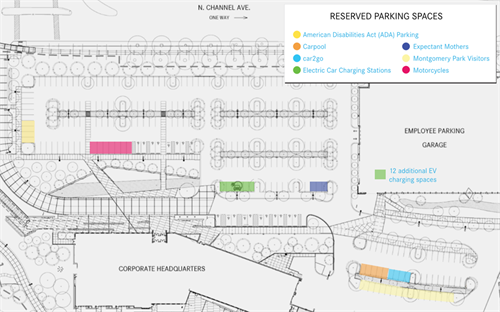 N. CHANNEL AVE.
ONE WAY
RESERVED PARKING SPACES
American Disabilities Act (ADA) Parking
Carpool
car2go
Electric Car Charging Stations
Expectant Mothers
Montgomery Park Visitors
Motorcycles
EMPLOYEE PARKING
GARAGE
12 additional EV
charging spaces
CORPORATE HEADQUARTERS